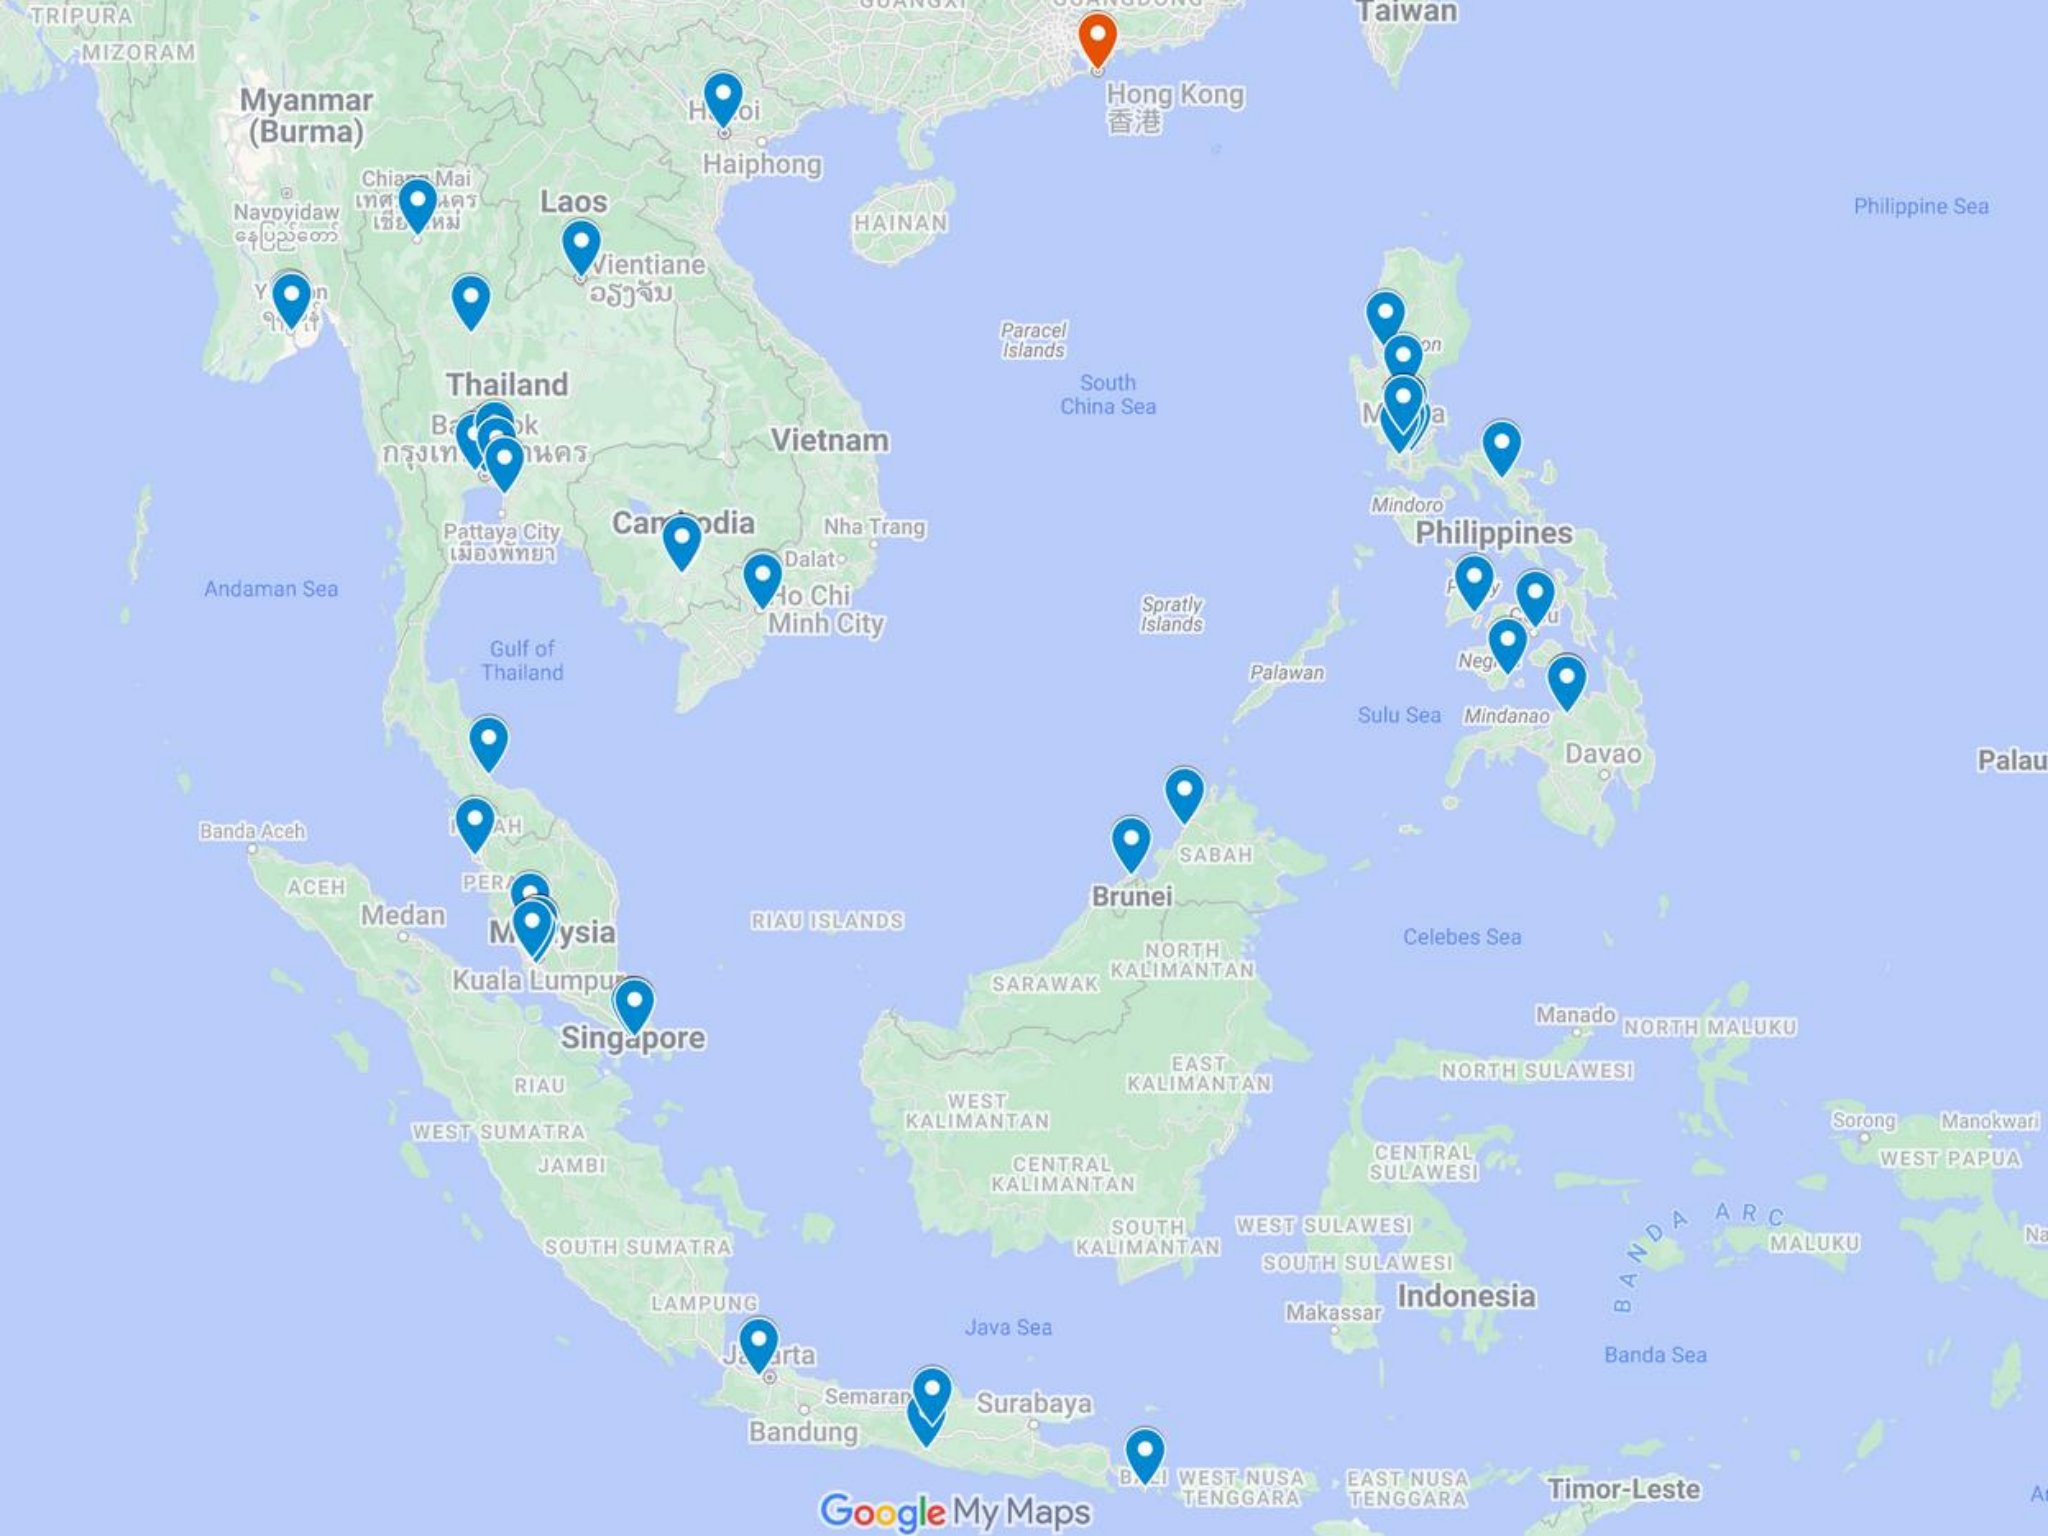 TRIPURA
MIZORAM
GUANGXI
GUANGDONG
Taiwan
Myanmar
(Burma)
Hong Kong
香港
Haiphong
Laos
Philippine Sea
HAINAN
Vientiane
ວຽງຈັນ
Paracel
Islands
Thailand
South
China Sea
Vietnam
Mindoro
Philippines
Nha Trang
Pattaya City
เมืองพัทยา
Dalat
Andaman Sea
Ho Chi
Minh City
Spratly
Islands
Gulf of
Thailand
Palawan
Sulu Sea
Mindanao
Davao
Palau
Banda Aceh
SABAH
ACEH
Brunei
Medan
RIAU ISLANDS
Celebes Sea
NORTH
KALIMANTAN
Kuala Lumpur
SARAWAK
Manado
NORTH MALUKU
Singapore
NORTH SULAWESI
EAST
KALIMANTAN
RIAU
WEST
KALIMANTAN
Sorong
Manokwari
WEST SUMATRA
JAMBI
CENTRAL
SULAWESI
WEST PAPUA
CENTRAL
KALIMANTAN
BANDA ARC
SOUTH
KALIMANTAN
WEST SULAWESI
MALUKU
SOUTH SUMATRA
SOUTH SULAWESI
LAMPUNG
Makassar
Indonesia
Java Sea
Banda Sea
Surabaya
Bandung
WEST NUSA
TENGGARA
EAST NUSA
TENGGARA
Timor-Leste
Google My Maps